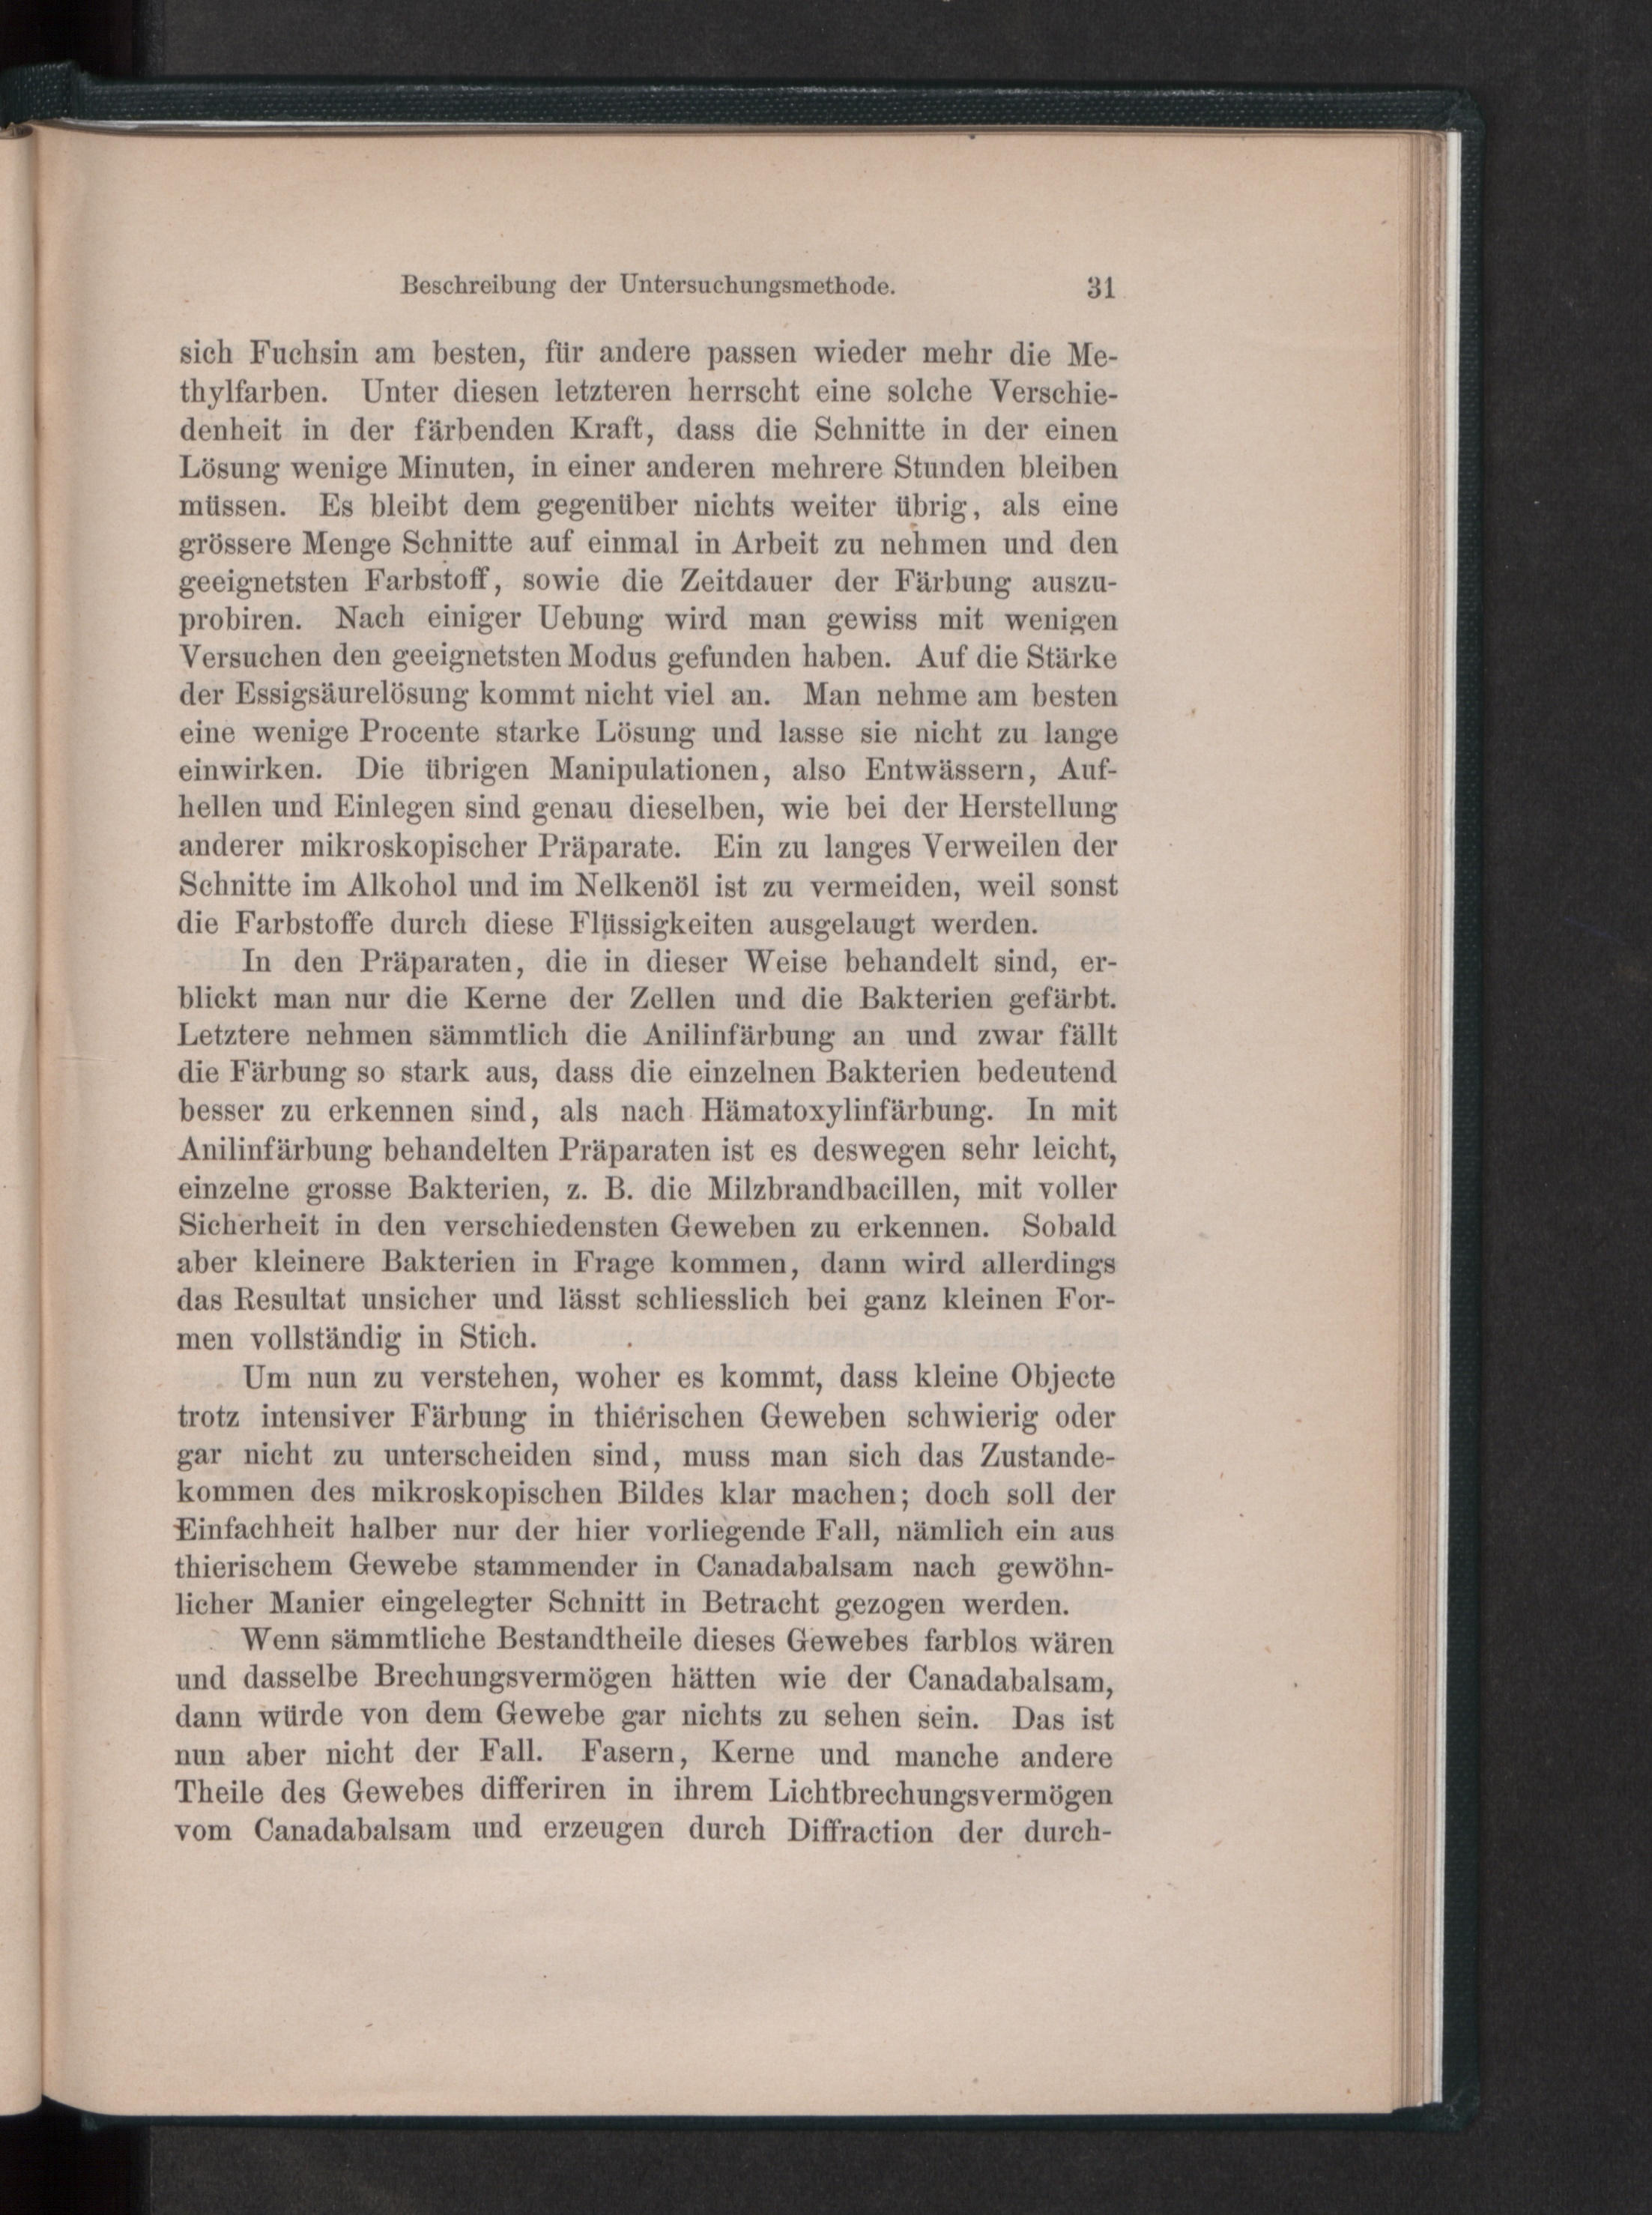 Beschreibung der Untersuchungsmethode. 31
sich Fuchsin am besten, für andere passen wieder mehr die Me-
thylfarben. Unter diesen letzteren herrscht eine solche Verschie-
denheit in der färbenden Kraft, dass die Schnitte in der einen
Lösung wenige Minuten, in einer anderen mehrere Stunden bleiben
müssen. Es bleibt dem gegenüber nichts weiter übrig, als eine
grössere Menge Schnitte auf einmal in Arbeit zu nehmen und den
geeignetsten Farbstoff, sowie die Zeitdauer der Färbung auszu-
probiren. Nach einiger Uebung wird man gewiss mit wenigen
Versuchen den geeignetsten Modus gefunden haben. Auf die Stärke
der Essigsäurelösung kommt nicht viel an. Man nehme am besten
eine wenige Procente starke Lösung und lasse sie nicht zu lange
einwirken. Die übrigen Manipulationen, also Entwässern, Auf-
hellen und Einlegen sind genau dieselben, wie bei der Herstellung
anderer mikroskopischer Präparate. Ein zu langes Verweilen der
Schnitte im Alkohol und im Nelkenöl ist zu vermeiden, weil sonst
die Farbstoffe durch diese Flüssigkeiten ausgelaugt werden.
In den Präparaten, die in dieser Weise behandelt sind, er-
blickt man nur die Kerne der Zellen und die Bakterien gefärbt.
Letztere nehmen sämmtlich die Anilinfärbung an und zwar fällt
die Färbung so stark aus, dass die einzelnen Bakterien bedeutend
besser zu erkennen sind, als nach Hämatoxylinfärbung. In mit
Anilinfärbung behandelten Präparaten ist es deswegen sehr leicht,
einzelne grosse Bakterien, z. B. die Milzbrandbacillen, mit voller
Sicherheit in den verschiedensten Geweben zu erkennen. Sobald
aber kleinere Bakterien in Frage kommen, dann wird allerdings
das Resultat unsicher und lässt schliesslich bei ganz kleinen For-
men vollständig in Stich.
Um nun zu verstehen, woher es kommt, dass kleine Objecte
trotz intensiver Färbung in thierischen Geweben schwierig oder
gar nicht zu unterscheiden sind, muss man sich das Zustande-
kommen des mikroskopischen Bildes klar machen; doch soll der
Einfachheit halber nur der hier vorliegende Fall, nämlich ein aus
thierischem Gewebe stammender in Canadabalsam nach gewöhn-
licher Manier eingelegter Schnitt in Betracht gezogen werden.
Wenn sämmtliche Bestandtheile dieses Gewebes farblos wären
und dasselbe Brechungsvermögen hätten wie der Canadabalsam,
dann würde von dem Gewebe gar nichts zu sehen sein. Das ist
nun aber nicht der Fall. Fasern, Kerne und manche andere
Theile des Gewebes differiren in ihrem Lichtbrechungsvermögen
vom Canadabalsam und erzeugen durch Diffraction der durch-